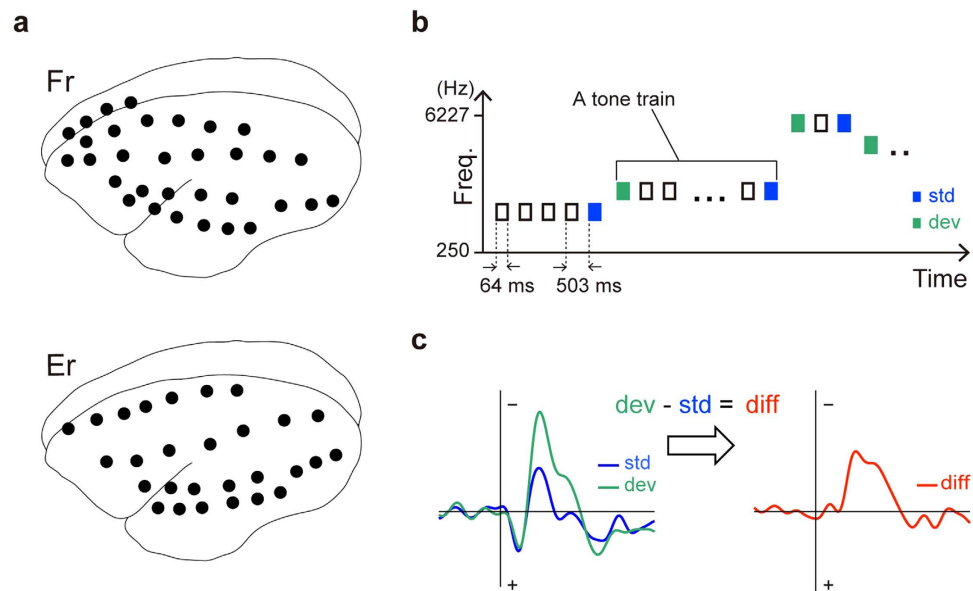 a
Fr
Er
b
(Hz)
6227
Freq.
250
A tone train
...
..
std
dev
64 ms
503 ms
Time
c
dev - std = diff
−
+
std
dev
−
+
diff